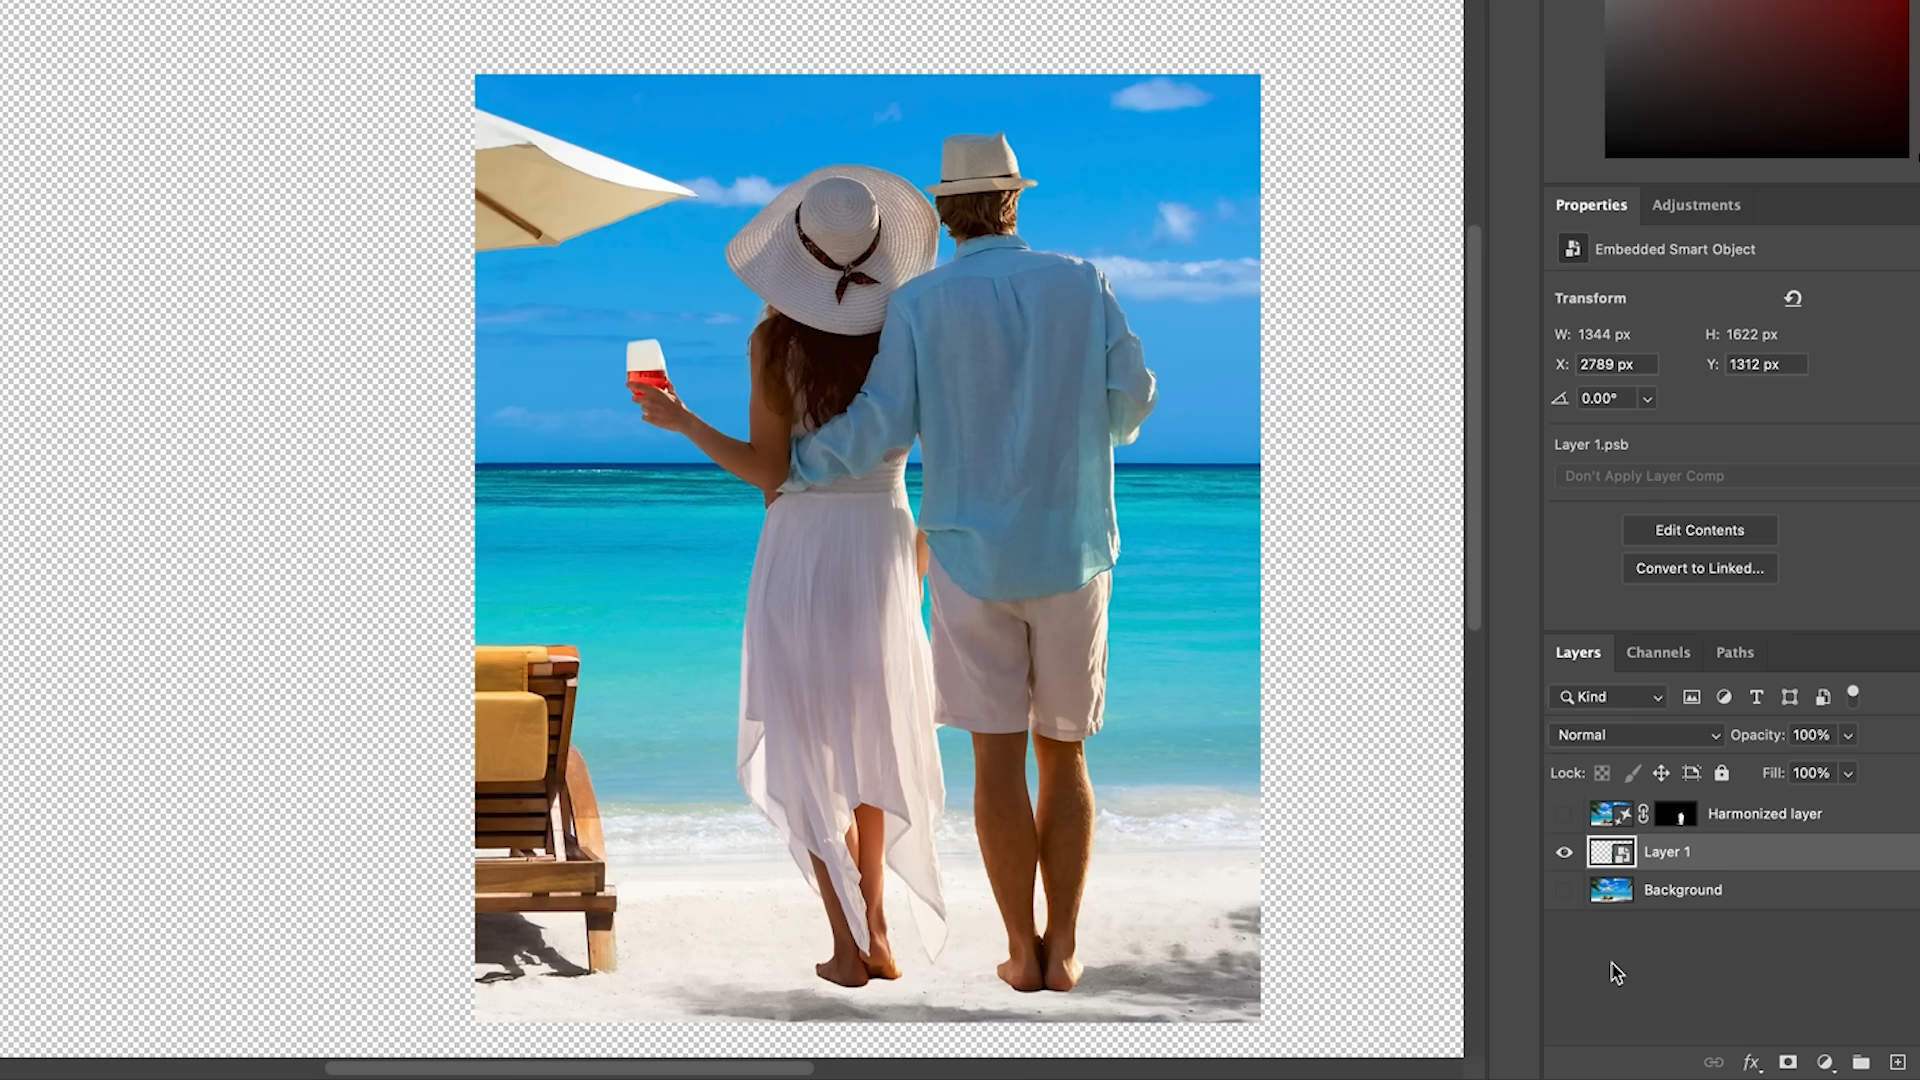 Properties
Adjustments
Embedded Smart Object
Transform
W: 1344 px
H: 1622 px
X: 2789 px
Y: 1312 px
0.00°
Layer 1.psb
Don't Apply Layer Comp
Edit Contents
Convert to Linked...
Layers
Channels
Paths
Kind
T
Normal
Opacity: 100%
Lock:
Fill: 100%
Harmonized layer
Layer 1
Background
fx